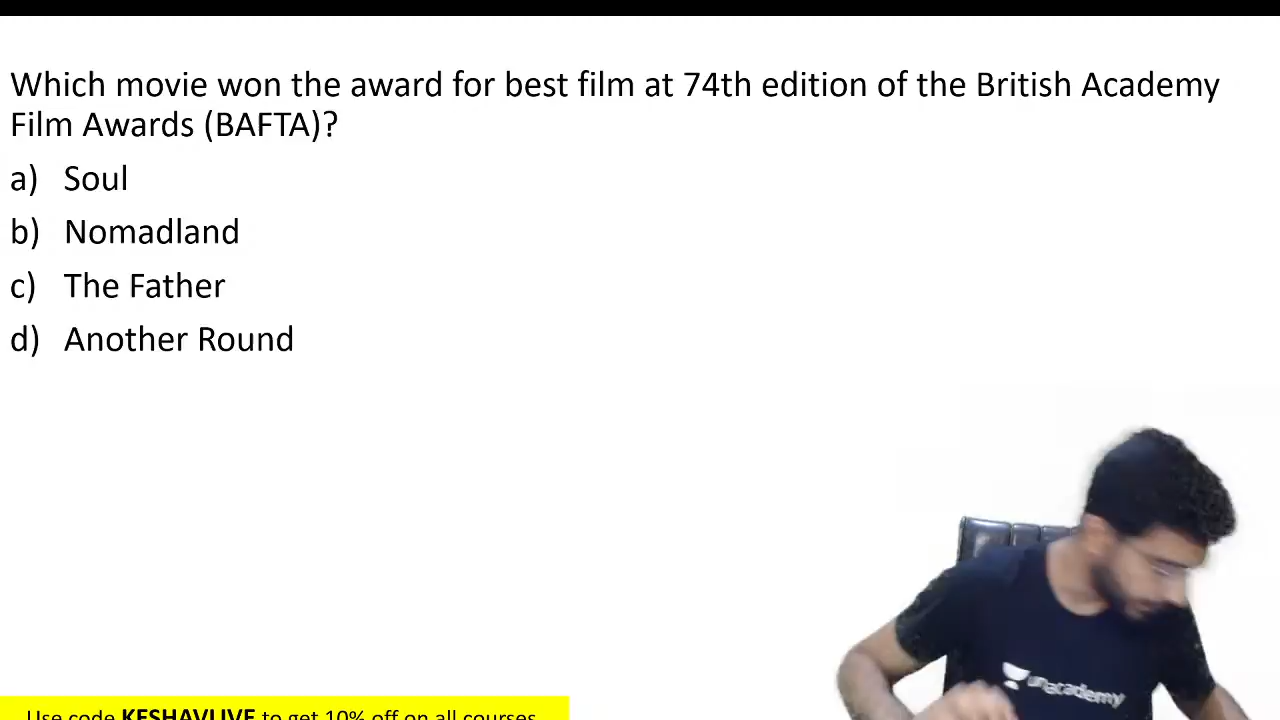 Which movie won the award for best film at 74th edition of the British Academy
Film Awards (BAFTA)?
a) Soul
b) Nomadland
c) The Father
d) Another Round
unacademy
Use code KESHAVLIVE to get 10% off on all courses